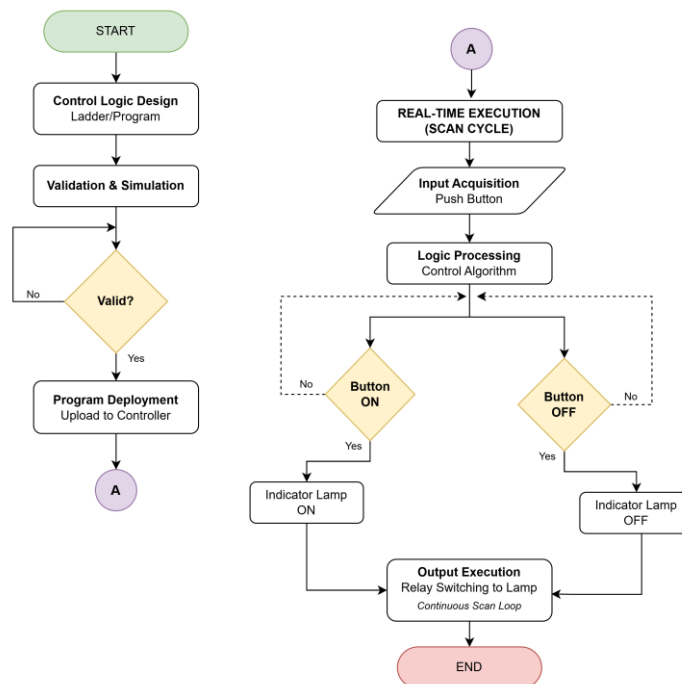 START
Control Logic Design
Ladder/Program
Validation & Simulation
Valid?
No
Yes
Program Deployment
Upload to Controller
A
A
REAL-TIME EXECUTION
(SCAN CYCLE)
Input Acquisition
Push Button
Logic Processing
Control Algorithm
Button
ON
No
Yes
Button
OFF
No
Yes
Indicator Lamp
ON
Indicator Lamp
OFF
Output Execution
Relay Switching to Lamp
Continuous Scan Loop
END